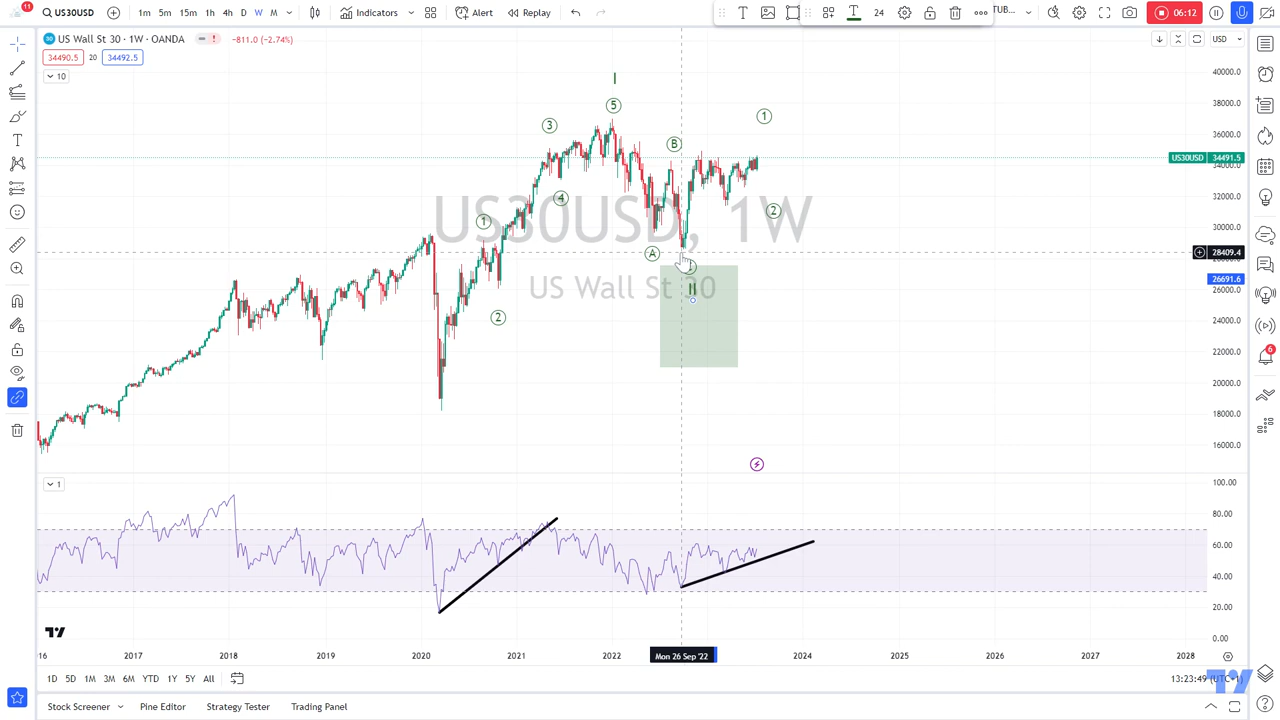 11
US30USD
1m 5m 15m 1h 4h D W M
Indicators
Alert
Replay
24
TUB...
06:12
US Wall St 30 · 1W · OANDA
-811.0 (-2.74%)
34490.5 20 34492.5
10
USD
I
5
3
1
B
4
1
2
A
2
II
US30USD, 1W
US Wall St 30
40000.0
38000.0
36000.0
US30USD 34491.5
34000.0
32000.0
30000.0
28409.4
26691.6
26000.0
24000.0
22000.0
20000.0
18000.0
16000.0
1
100.00
80.00
60.00
40.00
20.00
0.00
16 2017 2018 2019 2020 2021 2022 Mon 26 Sep '22 2024 2025 2026 2027 2028
6
1D 5D 1M 3M 6M YTD 1Y 5Y All
13:23:49 (UTC+1)
Stock Screener Pine Editor Strategy Tester Trading Panel